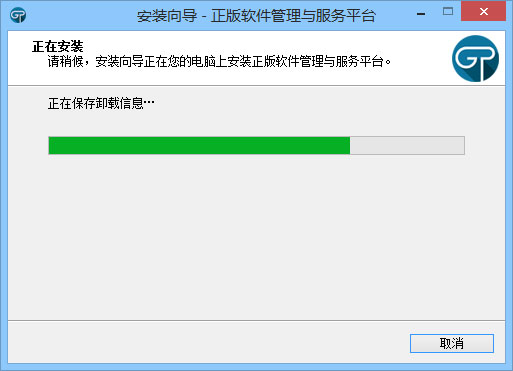 安装向导 - 正版软件管理与服务平台
正在安装
请稍候，安装向导正在您的电脑上安装正版软件管理与服务平台。
正在保存卸载信息…
取消